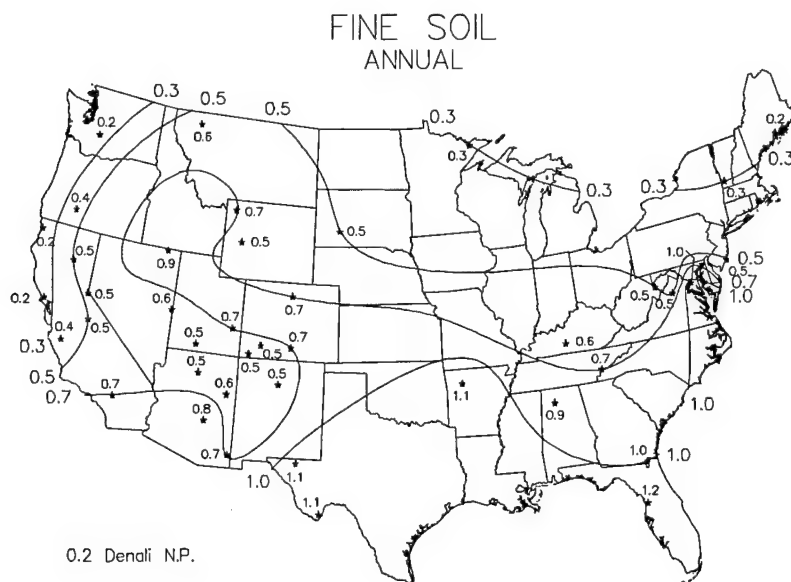 FINE SOIL
ANNUAL
0.3 0.5 0.5 0.3
0.2 0.6 0.3 0.2
0.3 0.3 0.3 0.3
0.4 0.7
0.2 0.5 0.5
0.5 0.9 1.0 0.5
0.5
0.2 0.5 0.6 0.7 0.5 0.5 0.7
1.0
0.4 0.5 0.5 0.7 0.7 0.6
0.3 0.5 0.5
0.5 0.5 0.5 0.7
0.7 0.7 0.6 1.1 0.9 1.0
0.8
0.7 1.0 1.1 1.0 1.0
1.1 1.2
0.2 Denali N.P.